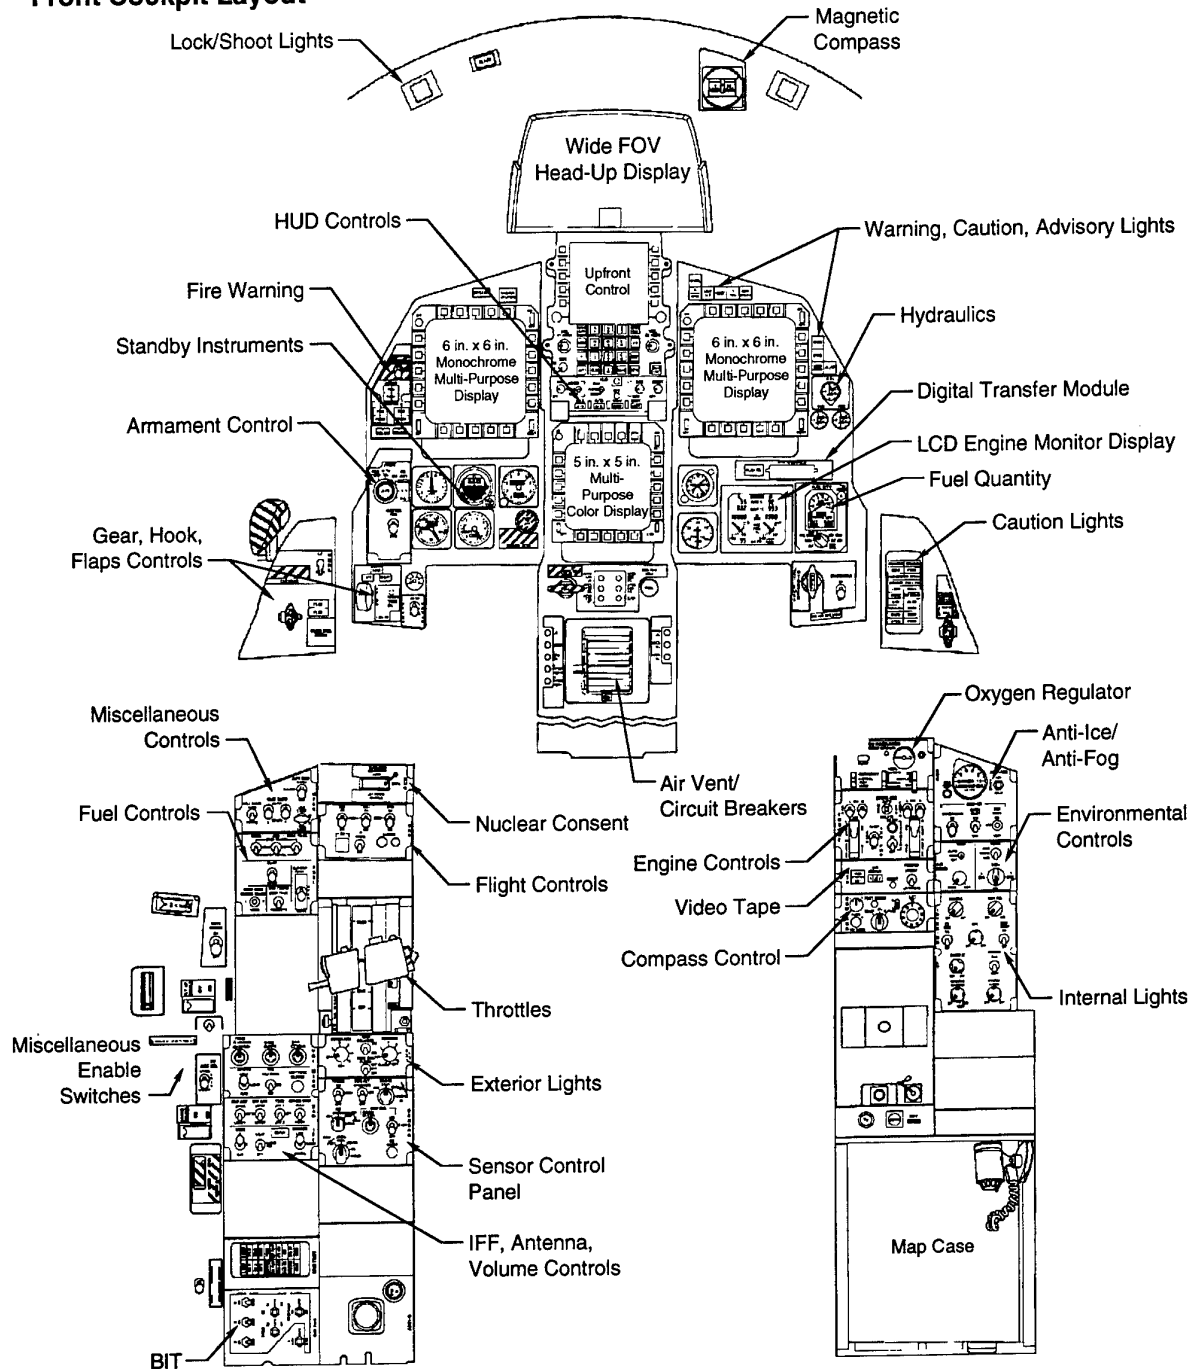 Front Cockpit Layout
Lock/Shoot Lights
Magnetic
Compass
Wide FOV
Head-Up Display
HUD Controls
Warning, Caution, Advisory Lights
Upfront
Control
Fire Warning
Hydraulics
Standby Instruments
6 in. x 6 in.
Monochrome
Multi-Purpose
Display
6 in. x 6 in.
Monochrome
Multi-Purpose
Display
Digital Transfer Module
Armament Control
LCD Engine Monitor Display
5 in. x 5 in.
Multi-
Purpose
Color Display
Fuel Quantity
Caution Lights
Gear, Hook,
Flaps Controls
Oxygen Regulator
Miscellaneous
Controls
Anti-Ice/
Anti-Fog
Air Vent/
Circuit Breakers
Fuel Controls
Nuclear Consent
Environmental
Controls
Engine Controls
Flight Controls
Video Tape
Compass Control
Throttles
Internal Lights
Miscellaneous
Enable
Switches
Exterior Lights
Sensor Control
Panel
IFF, Antenna,
Volume Controls
Map Case
BIT